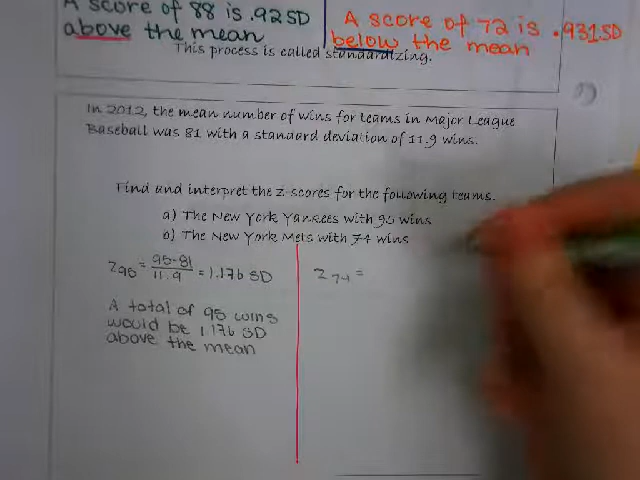 A score of 88 is .92 SD
above the mean
A score of 72 is .931 SD
below the mean
This process is called standardizing.
In 2012, the mean number of wins for teams in Major League
Baseball was 81 with a standard deviation of 11.9 wins.
Find and interpret the z-scores for the following teams.
a) The New York Yankees with 95 wins
b) The New York Mets with 74 wins
z95 = 95-81 / 11.9 = 1.176 SD
A total of 95 wins
would be 1.176 SD
above the mean
z74 =